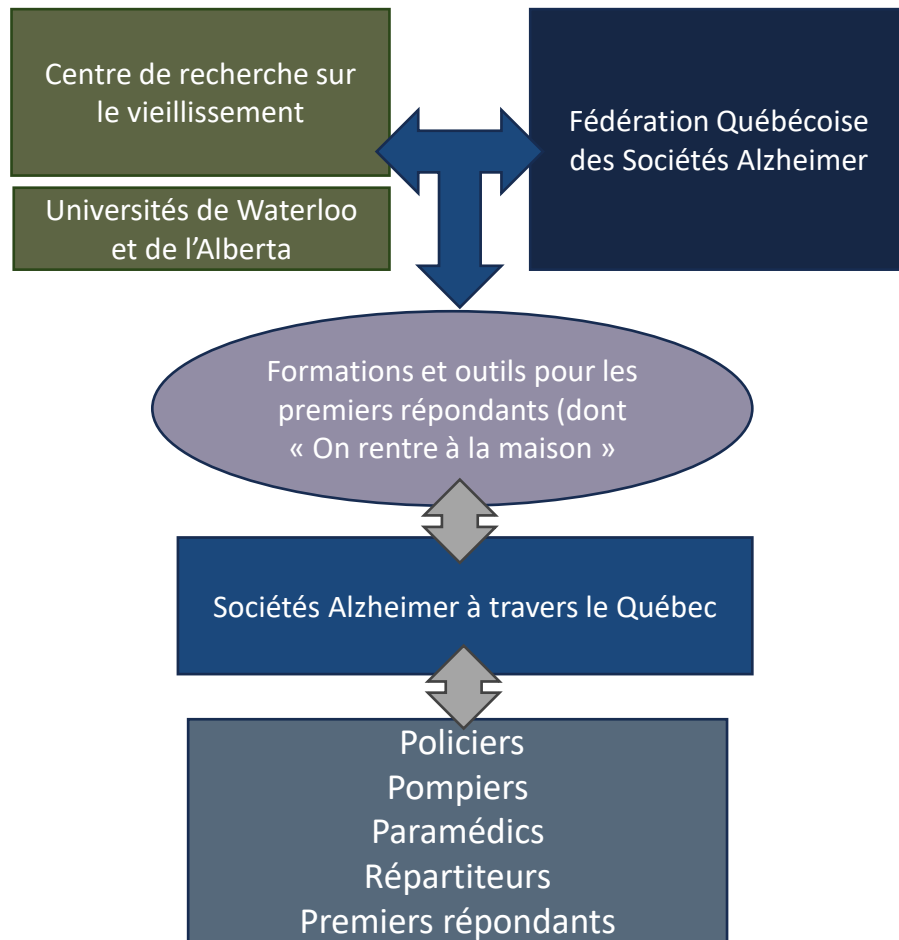 Centre de recherche sur
le vieillissement
Universités de Waterloo
et de l'Alberta
Fédération Québécoise
des Sociétés Alzheimer
Formations et outils pour les
premiers répondants (dont
« On rentre à la maison »
Sociétés Alzheimer à travers le Québec
Policiers
Pompiers
Paramédics
Répartiteurs
Premiers répondants